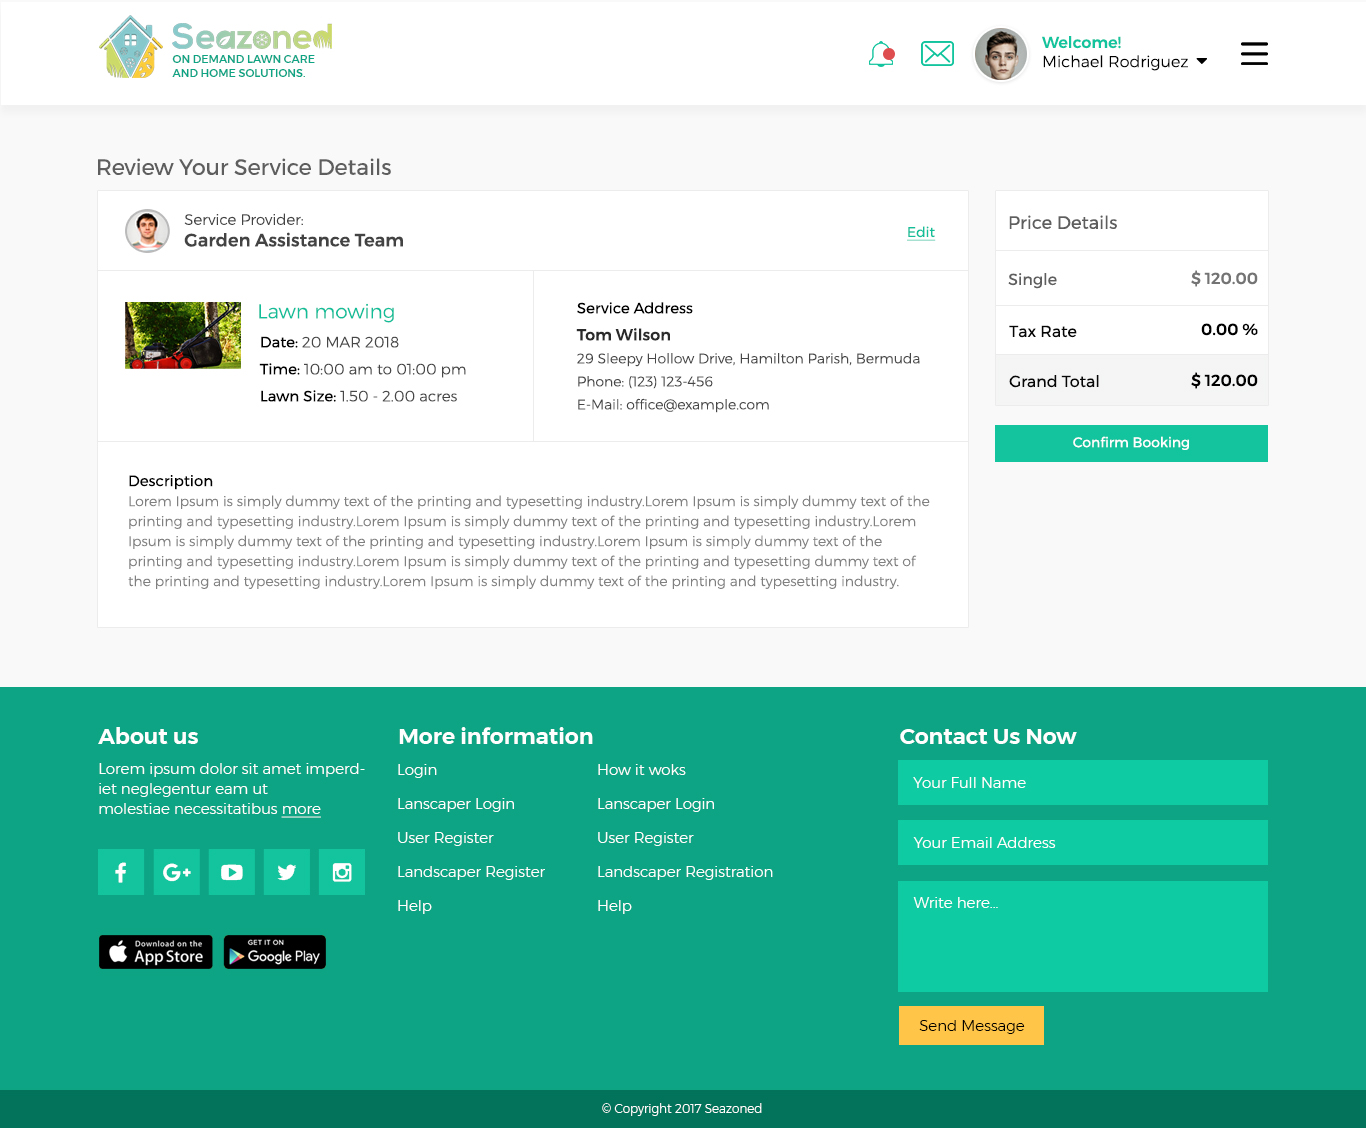 Seazoned
ON DEMAND LAWN CARE
AND HOME SOLUTIONS.
Welcome!
Michael Rodriguez
Review Your Service Details
Service Provider:
Garden Assistance Team
Edit
Lawn mowing
Date: 20 MAR 2018
Time: 10:00 am to 01:00 pm
Lawn Size: 1.50 - 2.00 acres
Service Address
Tom Wilson
29 Sleepy Hollow Drive, Hamilton Parish, Bermuda
Phone: (123) 123-456
E-Mail: office@example.com
Description
Lorem Ipsum is simply dummy text of the printing and typesetting industry.Lorem Ipsum is simply dummy text of the
printing and typesetting industry.Lorem Ipsum is simply dummy text of the printing and typesetting industry.Lorem
Ipsum is simply dummy text of the printing and typesetting industry.Lorem Ipsum is simply dummy text of the
printing and typesetting industry.Lorem Ipsum is simply dummy text of the printing and typesetting dummy text of
the printing and typesetting industry.Lorem Ipsum is simply dummy text of the printing and typesetting industry.
Price Details
Single $ 120.00
Tax Rate 0.00 %
Grand Total $ 120.00
Confirm Booking
About us
Lorem ipsum dolor sit amet imperd-
iet neglegentur eam ut
molestiae necessitatibus more
Download on the
App Store
GET IT ON
Google Play
More information
Login
Lanscaper Login
User Register
Landscaper Register
Help
How it woks
Lanscaper Login
User Register
Landscaper Registration
Help
Contact Us Now
Your Full Name
Your Email Address
Write here...
Send Message
© Copyright 2017 Seazoned